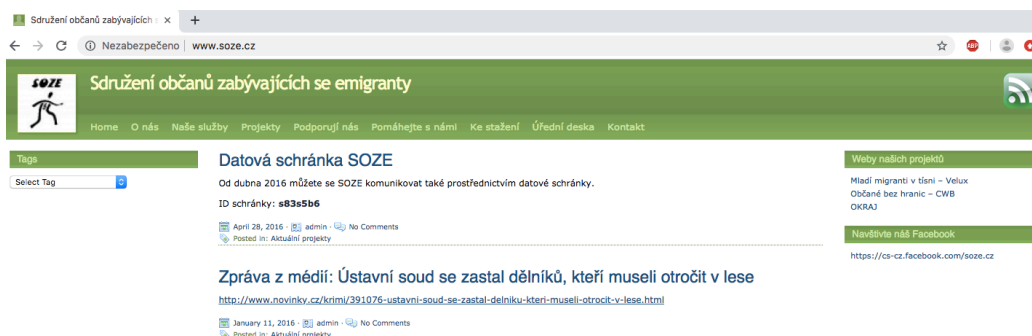 Sdružení občanů zabývajících s
Nezabezpečeno | www.soze.cz
ABP
SOZE
Sdružení občanů zabývajících se emigranty
Home O nás Naše služby Projekty Podporují nás Pomáhejte s námi Ke stažení Úřední deska Kontakt
Tags
Select Tag
Datová schránka SOZE
Od dubna 2016 můžete se SOZE komunikovat také prostřednictvím datové schránky.
ID schránky: s83s5b6
April 28, 2016 · admin · No Comments
Posted in: Aktuální projekty
Zpráva z médií: Ústavní soud se zastal dělníků, kteří museli otročit v lese
http://www.novinky.cz/krimi/391076-ustavni-soud-se-zastal-delniku-kteri-museli-otrocit-v-lese.html
January 11, 2016 · admin · No Comments
Posted in: Aktuální projekty
Weby našich projektů
Mladí migranti v tísni – Velux
Občané bez hranic – CWB
OKRAJ
Navštivte náš Facebook
https://cs-cz.facebook.com/soze.cz